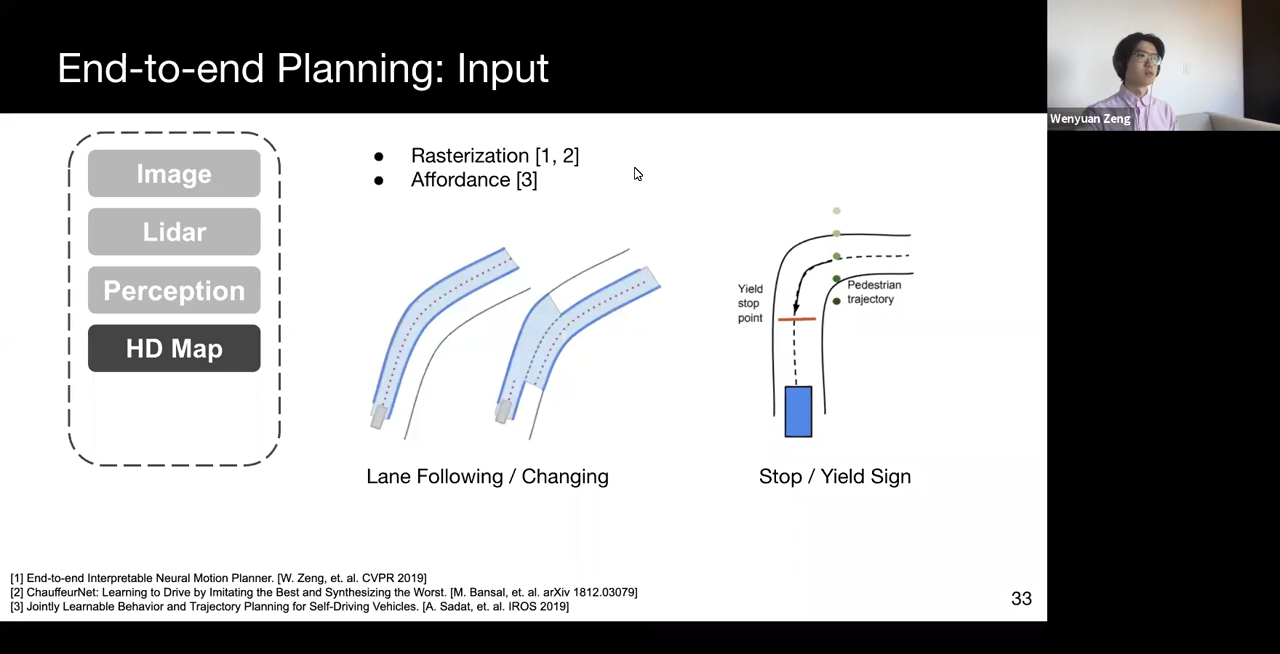 End-to-end Planning: Input
Wenyuan Zeng
Image
Lidar
Perception
HD Map
● Rasterization [1, 2]
● Affordance [3]
Yield
stop
point
Pedestrian
trajectory
Lane Following / Changing
Stop / Yield Sign
[1] End-to-end Interpretable Neural Motion Planner. [W. Zeng, et. al. CVPR 2019]
[2] ChauffeurNet: Learning to Drive by Imitating the Best and Synthesizing the Worst. [M. Bansal, et. al. arXiv 1812.03079]
[3] Jointly Learnable Behavior and Trajectory Planning for Self-Driving Vehicles. [A. Sadat, et. al. IROS 2019]
33